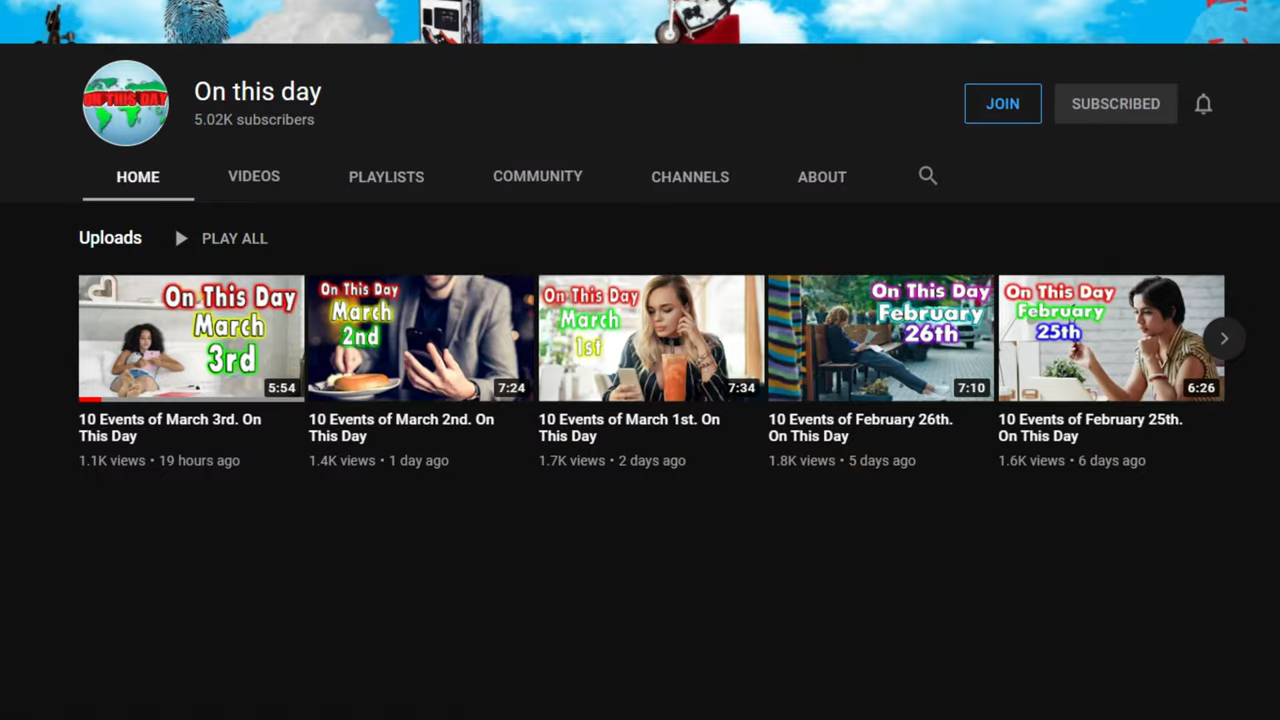 ON THIS DAY
On this day
5.02K subscribers
JOIN
SUBSCRIBED
HOME
VIDEOS
PLAYLISTS
COMMUNITY
CHANNELS
ABOUT
Uploads
PLAY ALL
On This Day
March
3rd
5:54
On This Day
March
2nd
7:24
On This Day
March
1st
7:34
On This Day
February
26th
7:10
On This Day
February
25th
6:26
10 Events of March 3rd. On
This Day
1.1K views • 19 hours ago
10 Events of March 2nd. On
This Day
1.4K views • 1 day ago
10 Events of March 1st. On
This Day
1.7K views • 2 days ago
10 Events of February 26th.
On This Day
1.8K views • 5 days ago
10 Events of February 25th.
On This Day
1.6K views • 6 days ago